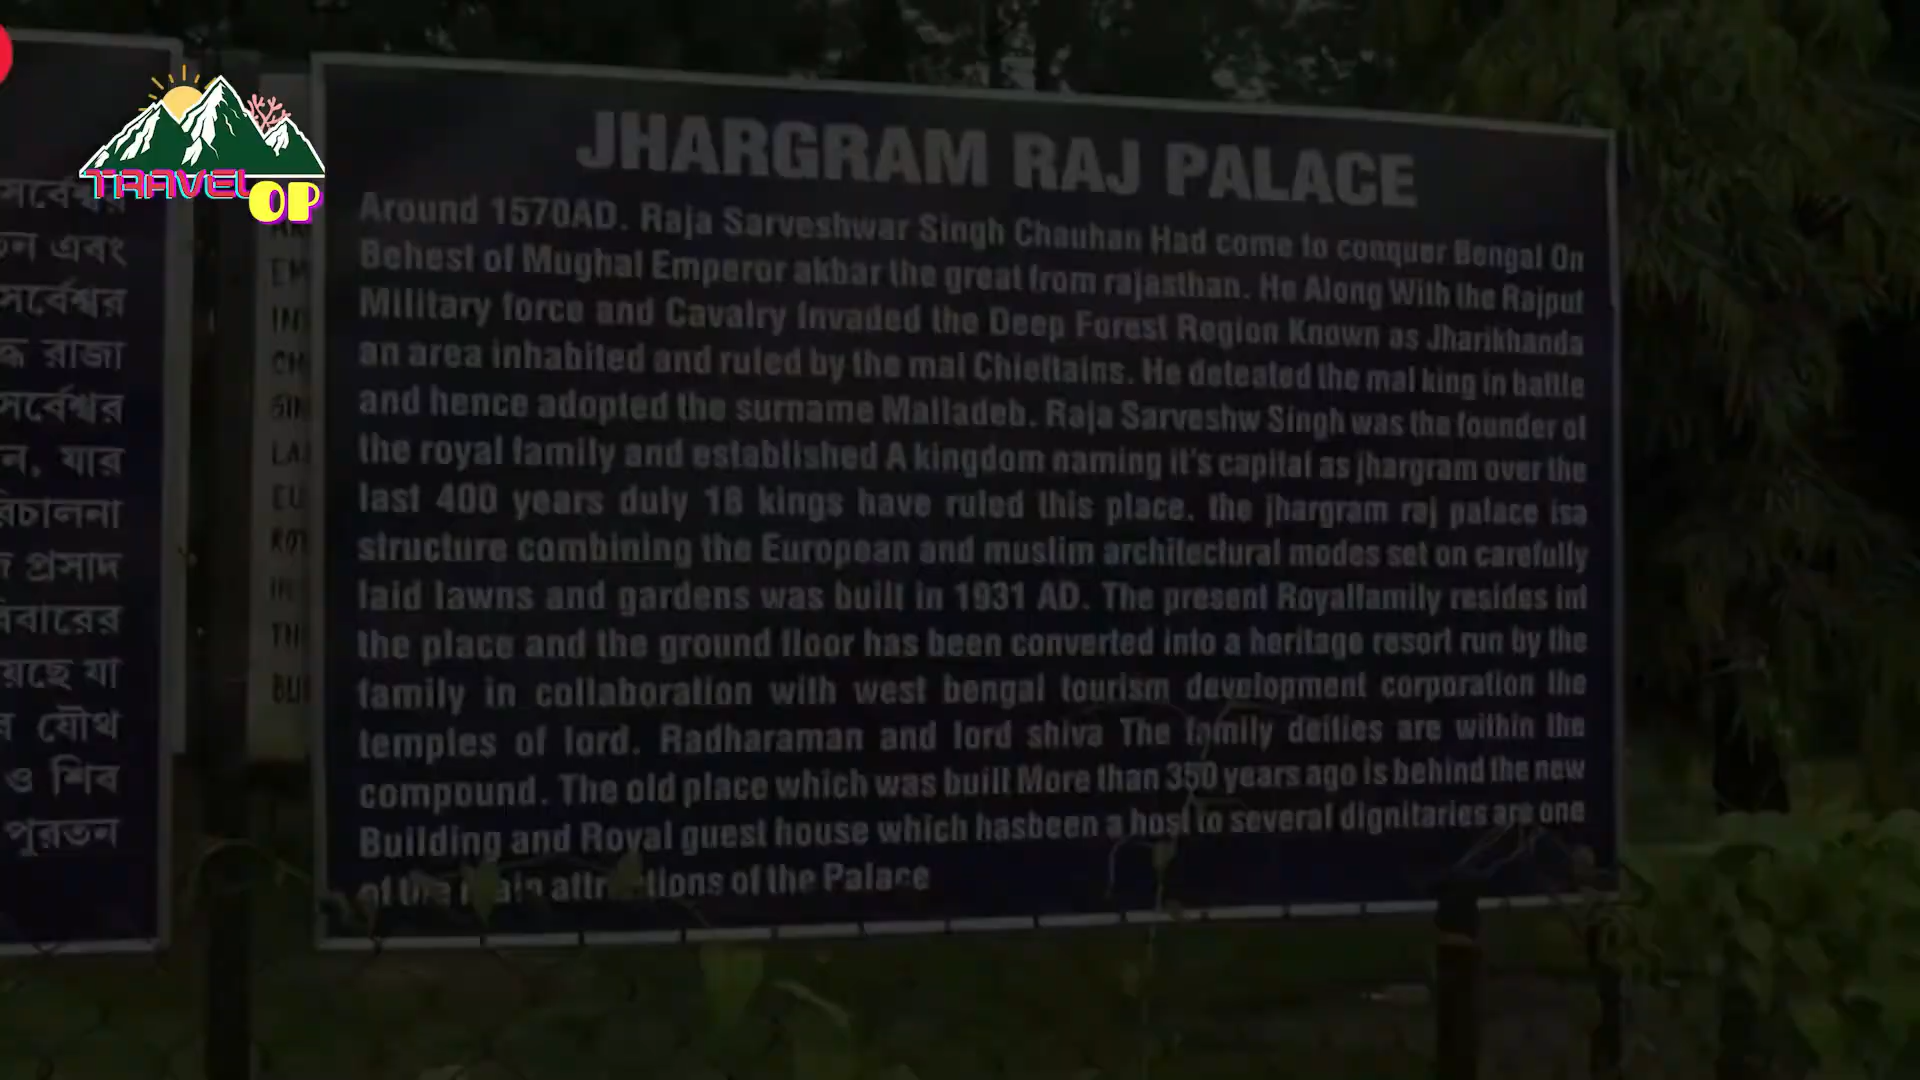 TRAVEL
OP
সর্বেশ্বর
এবং
সর্বেশ্বর
রাজা
সর্বেশ্বর
যার
প্রসাদ
যা
যৌথ
ও শিব
পুরতন
JHARGRAM RAJ PALACE
Around 1570AD. Raja Sarveshwar Singh Chauhan Had come to conquer Bengal On
Behest of Mughal Emperor akbar the great from rajasthan. He Along With the Rajput
Military force and Cavalry Invaded the Deep Forest Region Known as Jharikhanda
an area inhabited and ruled by the mal Chieftains. He deteated the mal king in battle
and hence adopted the surname Malladeb. Raja Sarveshw Singh was the founder of
the royal family and established A kingdom naming it's capital as jhargram over the
last 400 years duly 18 kings have ruled this place. the jhargram raj palace isa
structure combining the European and muslim architectural modes set on carefully
laid lawns and gardens was built in 1931 AD. The present Royalfamily resides int
the place and the ground floor has been converted into a heritage resort run by the
family in collaboration with west bengal tourism development corporation the
temples of lord. Radharaman and lord shiva The family deities are within the
compound. The old place which was built More than 350 years ago is behind the new
Building and Royal guest house which hasbeen a host to several dignitaries are one
of the main attractions of the Palace